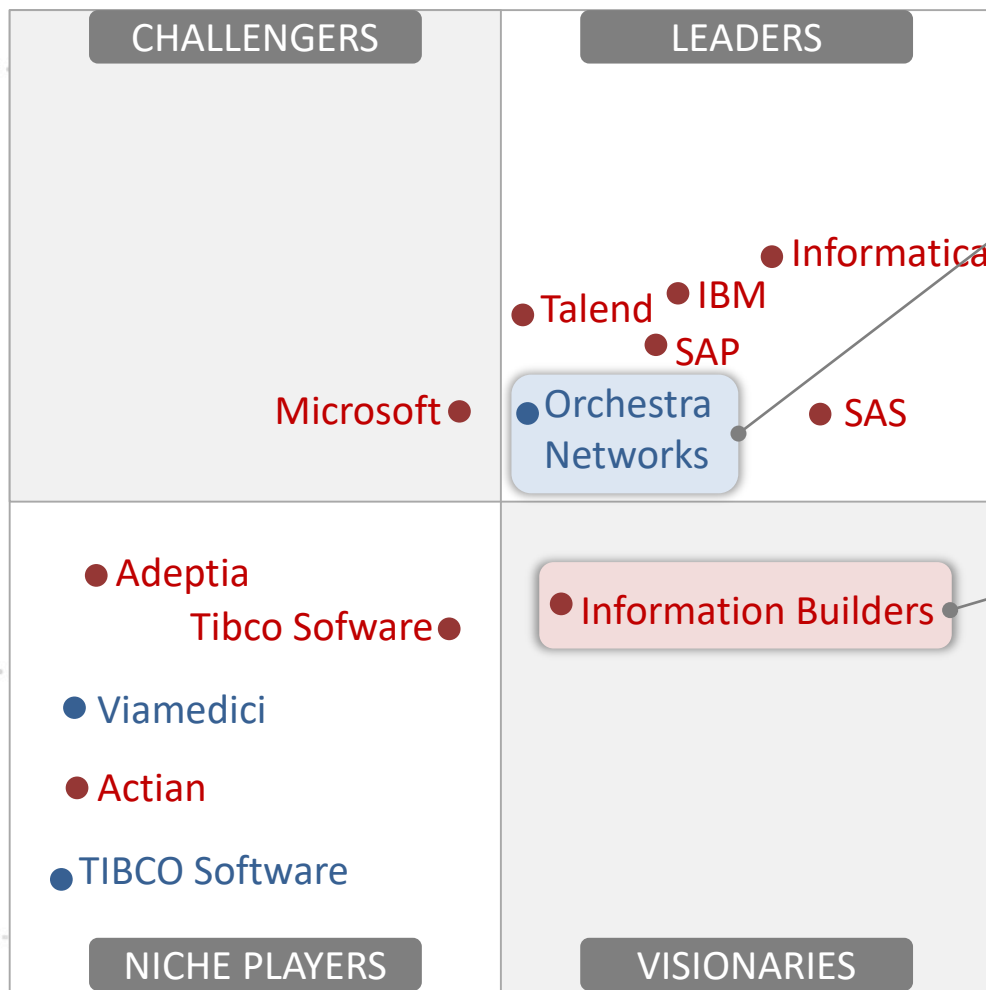 CHALLENGERS
LEADERS
Informatica
IBM
Talend
SAP
Microsoft
Orchestra
Networks
SAS
Adeptia
Tibco Sofware
Information Builders
Viamedici
Actian
TIBCO Software
NICHE PLAYERS
VISIONARIES